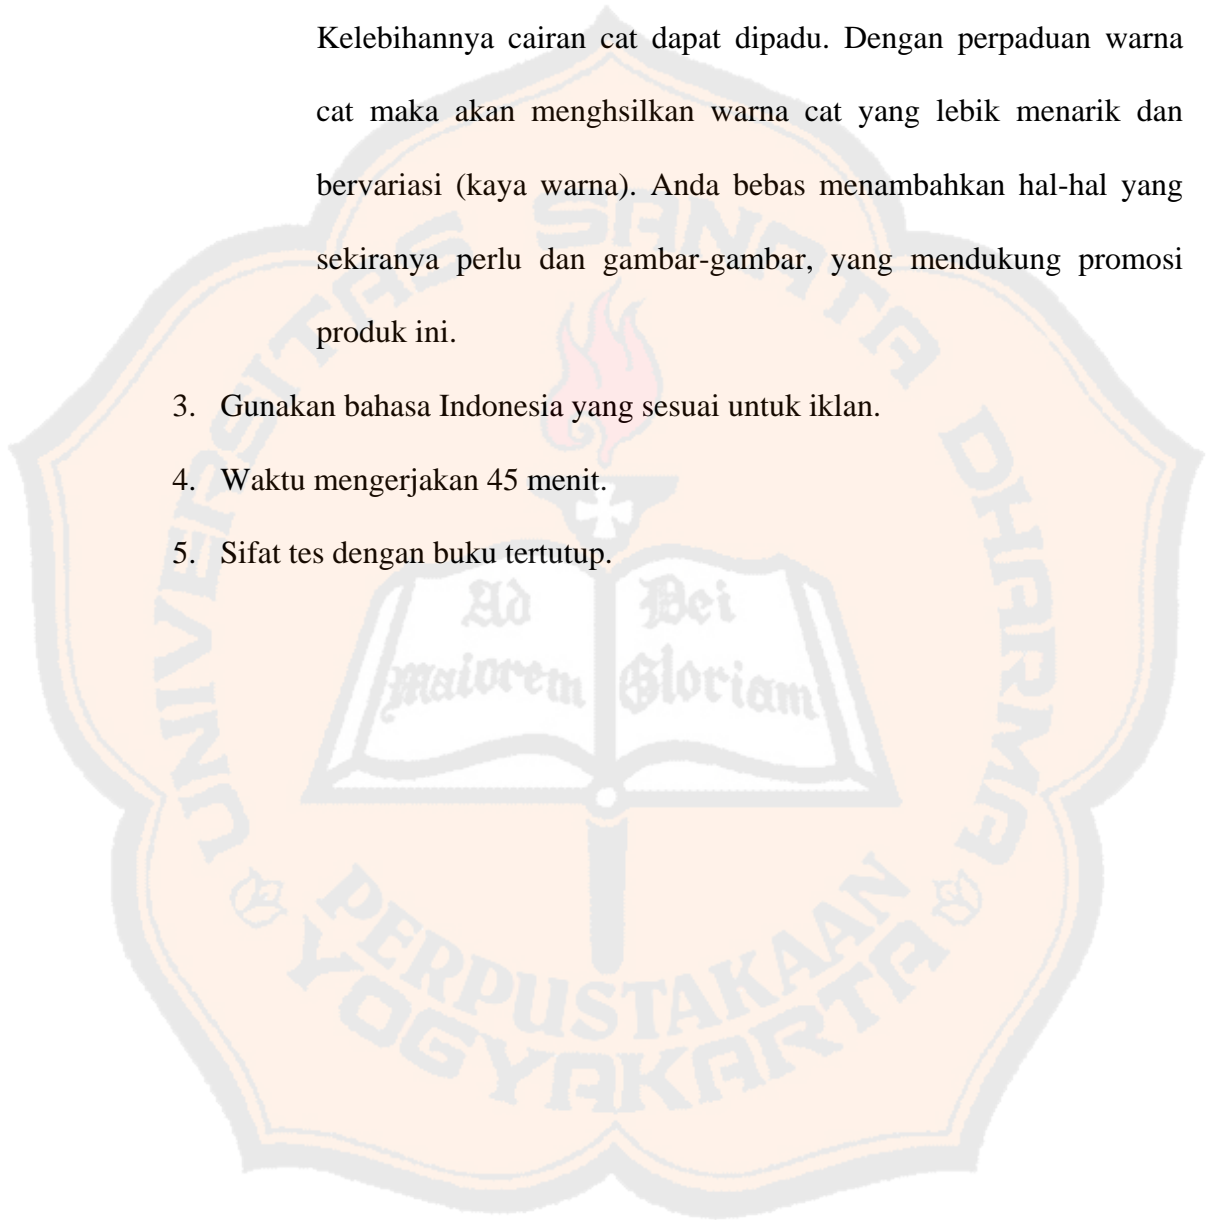 Kelebihannya cairan cat dapat dipadu. Dengan perpaduan warna
cat maka akan menghsilkan warna cat yang lebik menarik dan
bervariasi (kaya warna). Anda bebas menambahkan hal-hal yang
sekiranya perlu dan gambar-gambar, yang mendukung promosi
produk ini.
3. Gunakan bahasa Indonesia yang sesuai untuk iklan.
4. Waktu mengerjakan 45 menit.
5. Sifat tes dengan buku tertutup.
UNIVERSITAS SANATA DHARMA
Ad Dei
Maiorem Gloriam
PERPUSTAKAAN
YOGYAKARTA